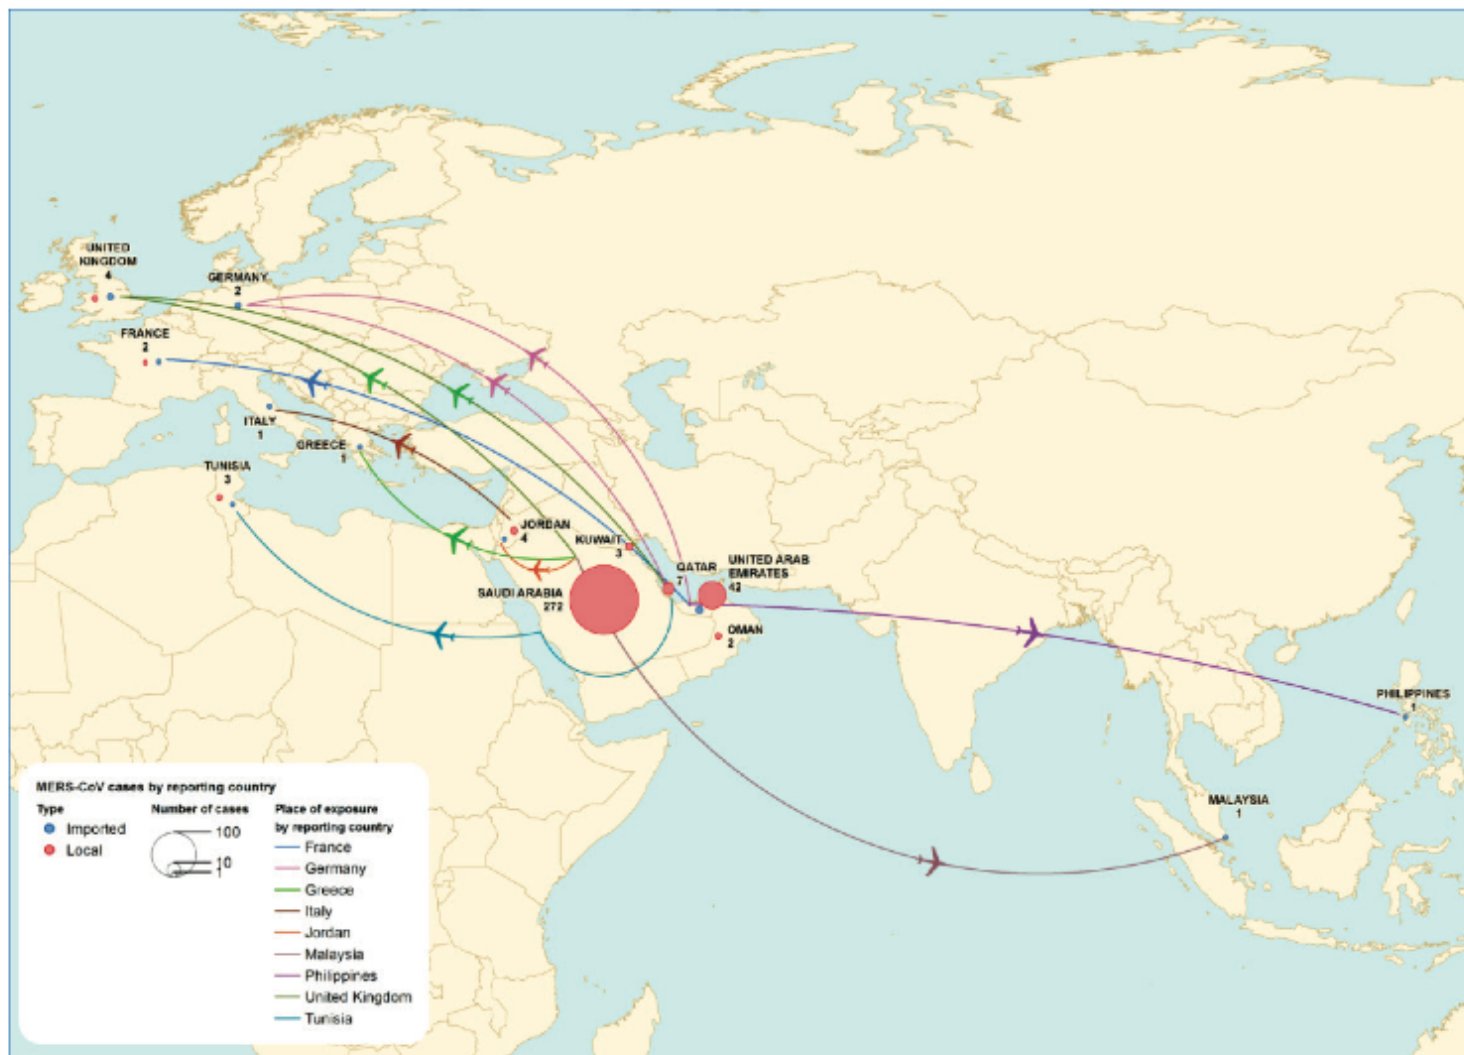 UNITED
KINGDOM
4
GERMANY
2
FRANCE
2
ITALY
1
GREECE
1
TUNISIA
3
JORDAN
4
KUWAIT
3
QATAR
7
UNITED ARAB
EMIRATES
42
SAUDI ARABIA
272
OMAN
2
PHILIPPINES
1
MALAYSIA
1
MERS-CoV cases by reporting country
Type
Imported
Local
Number of cases
100
10
1
Place of exposure
by reporting country
France
Germany
Greece
Italy
Jordan
Malaysia
Philippines
United Kingdom
Tunisia